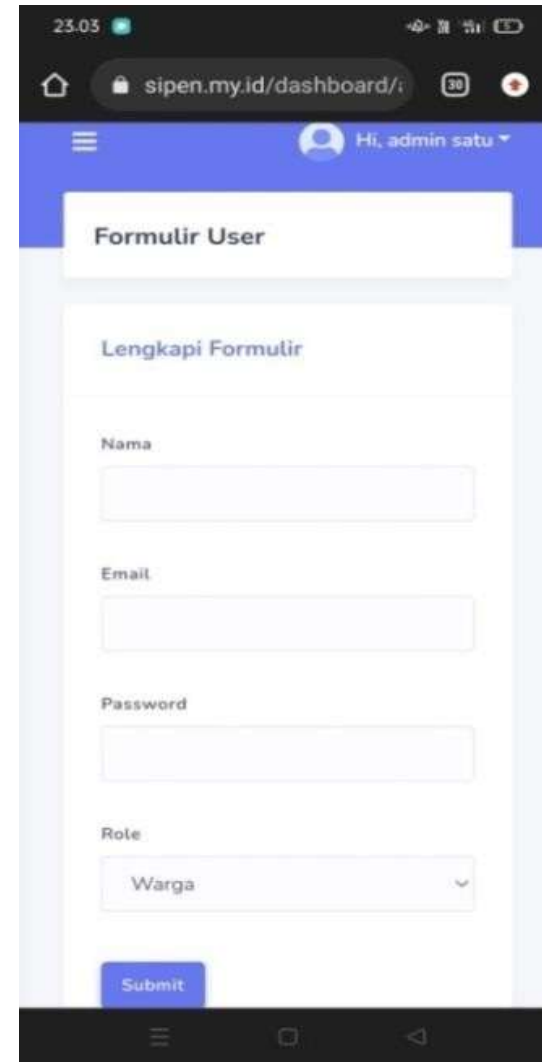 23.03
sipen.my.id/dashboard/
30
Hi, admin satu
Formulir User
Lengkapi Formulir
Nama
Email
Password
Role
Warga
Submit